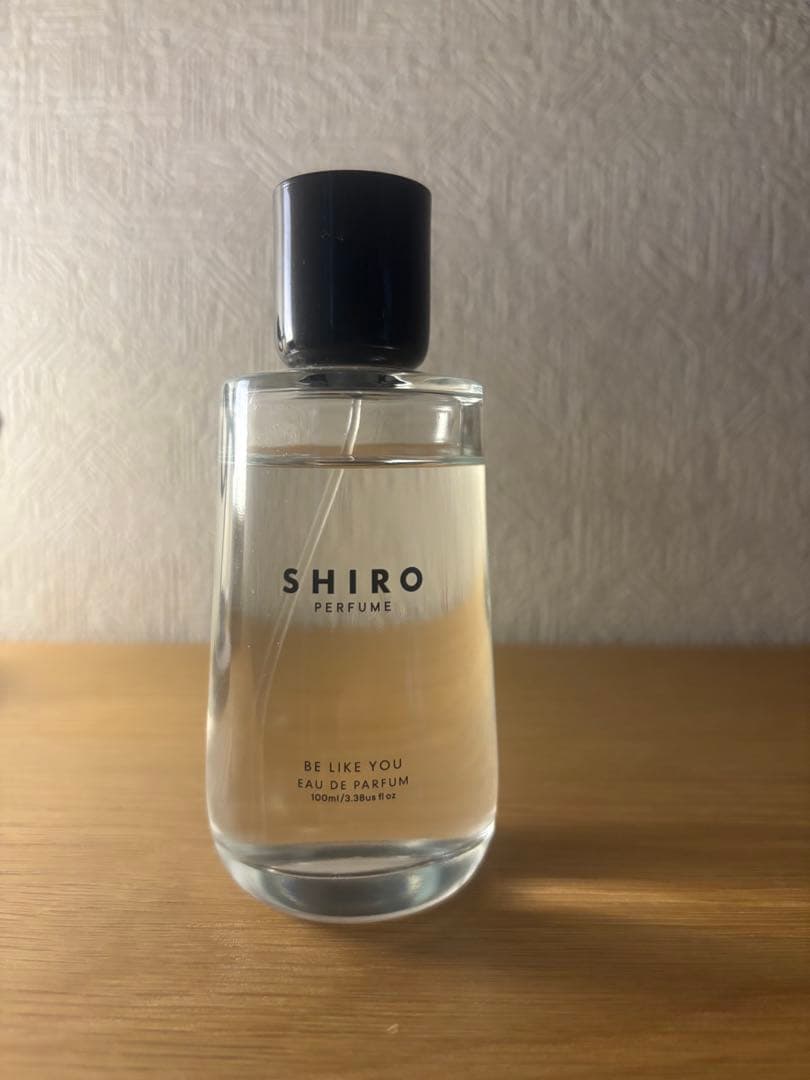 SHIRO
PERFUME
BE LIKE YOU
EAU DE PARFUM
100ml/3.38us fl oz